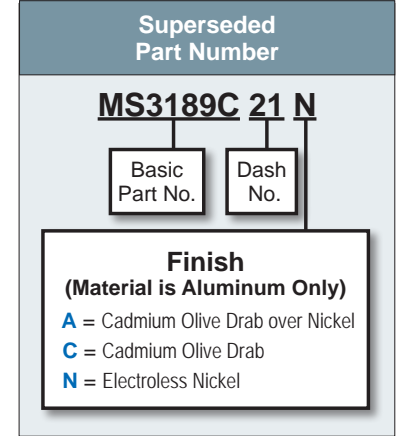 Superseded
Part Number
MS3189C 21 N
Basic
Part No.
Dash
No.
Finish
(Material is Aluminum Only)
A = Cadmium Olive Drab over Nickel
C = Cadmium Olive Drab
N = Electroless Nickel